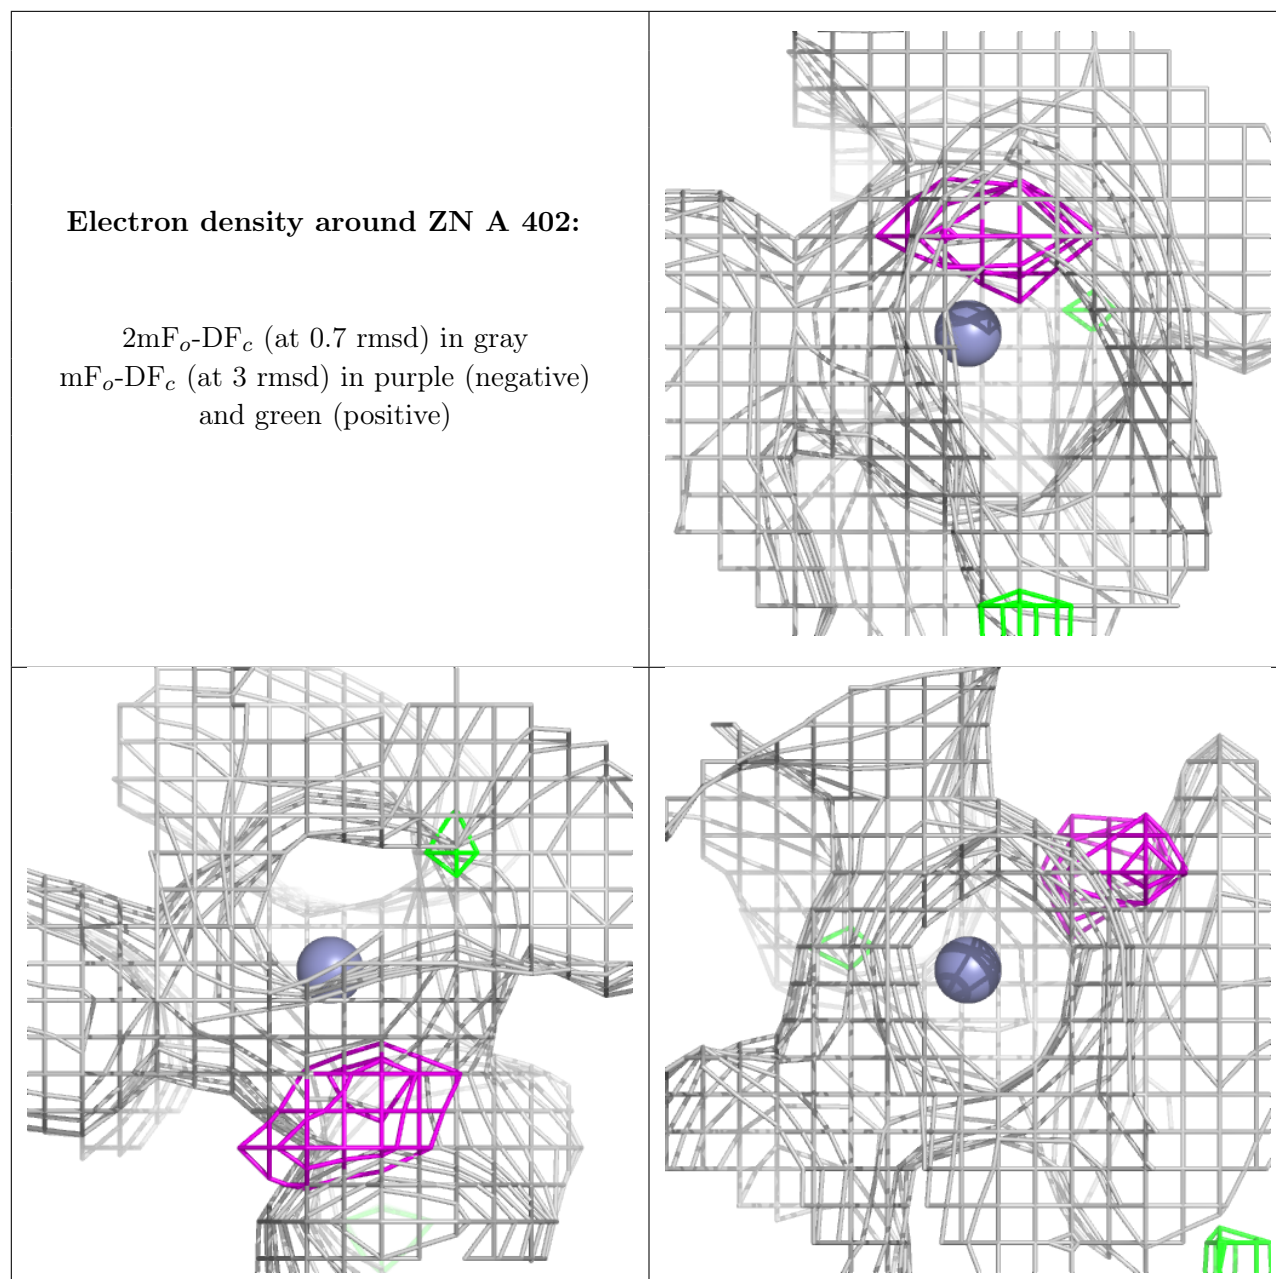 Electron density around ZN A 402:
2mFo-DFc (at 0.7 rmsd) in gray
mFo-DFc (at 3 rmsd) in purple (negative)
and green (positive)